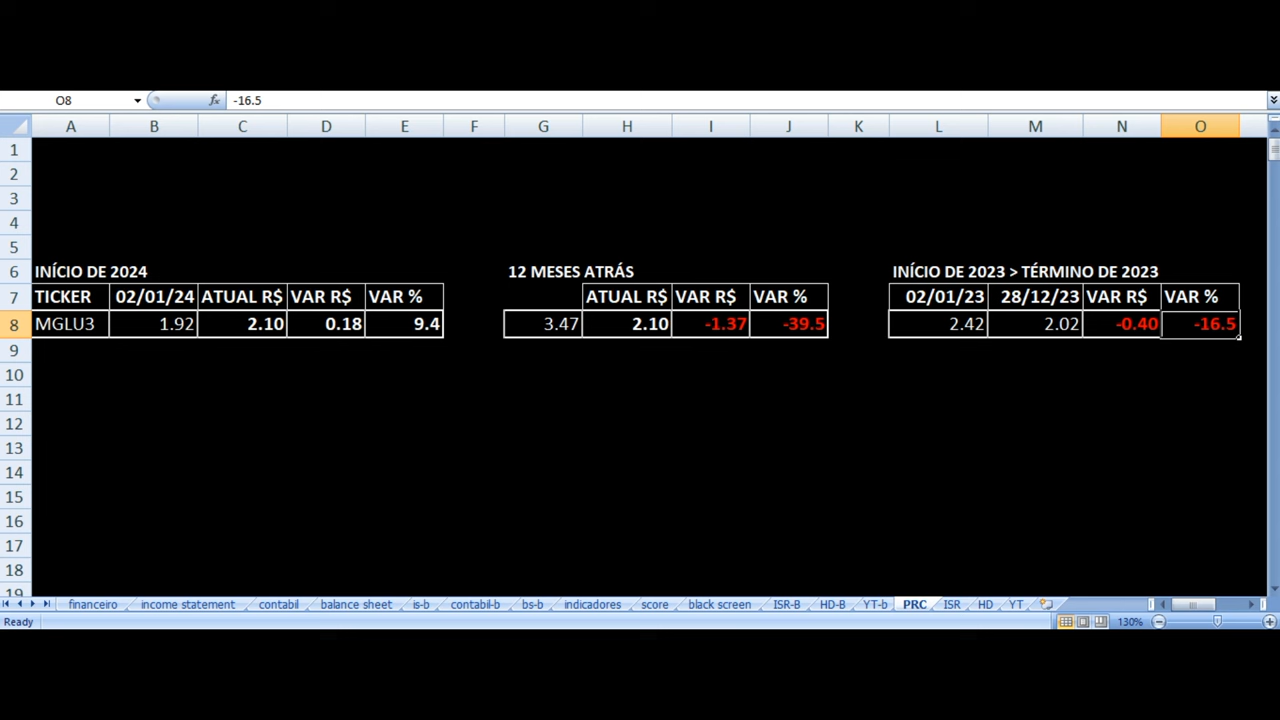 O8 fx -16.5
A B C D E F G H I J K L M N O
1
2
3
4
5
6 INÍCIO DE 2024 12 MESES ATRÁS INÍCIO DE 2023 > TÉRMINO DE 2023
7 TICKER 02/01/24 ATUAL R$ VAR R$ VAR % ATUAL R$ VAR R$ VAR % 02/01/23 28/12/23 VAR R$ VAR %
8 MGLU3 1.92 2.10 0.18 9.4 3.47 2.10 -1.37 -39.5 2.42 2.02 -0.40 -16.5
9
10
11
12
13
14
15
16
17
18
19
financeiro income statement contabil balance sheet is-b contabil-b bs-b indicadores score black screen ISR-B HD-B YT-b PRC ISR HD YT
Ready 130%